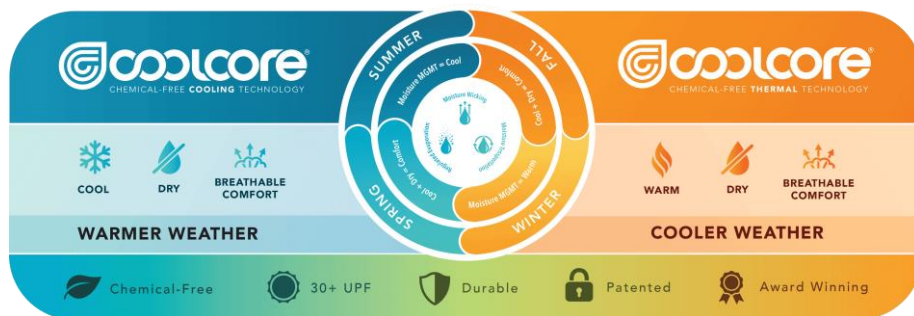 coolcore®
CHEMICAL-FREE COOLING TECHNOLOGY
COOL
DRY
BREATHABLE
COMFORT
WARMER WEATHER
SUMMER
FALL
WINTER
SPRING
Moisture MGMT = Cool
Cool + Dry = Comfort
Moisture MGMT = Warm
Cool + Dry = Comfort
Moisture Wicking
Regulated Evaporation
coolcore®
CHEMICAL-FREE THERMAL TECHNOLOGY
WARM
DRY
BREATHABLE
COMFORT
COOLER WEATHER
Chemical-Free
30+ UPF
Durable
Patented
Award Winning